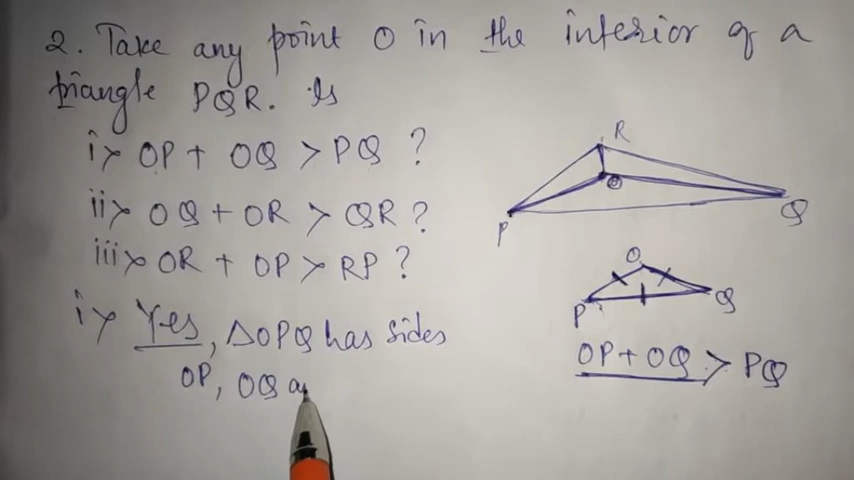 2. Take any point O in the interior of a
triangle PQR. Is
i> OP + OQ > PQ ?
ii> OQ + OR > QR ?
iii> OR + OP > RP ?
i> Yes, △OPQ has sides
OP, OQ a
R
O
P
Q
O
P
Q
OP + OQ > PQ